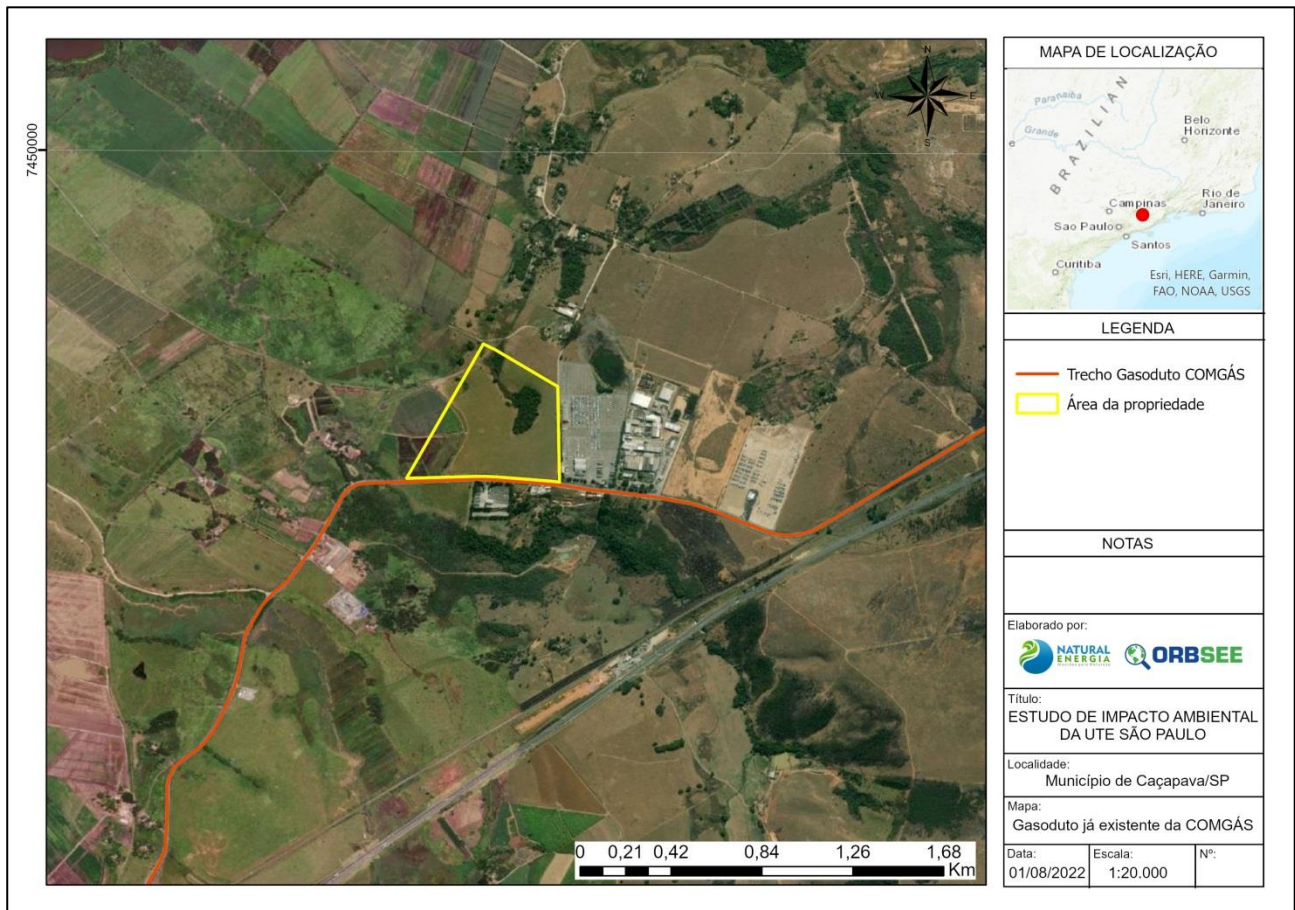 7450000
N
W
E
S
0 0,21 0,42 0,84 1,26 1,68
Km
MAPA DE LOCALIZAÇÃO
Paranaiba
Grande
BRAZILIAN
Belo
Horizonte
e
Campinas
Rio de
Janeiro
Sao Paulo
Santos
Curitiba
Esri, HERE, Garmin,
FAO, NOAA, USGS
LEGENDA
Trecho Gasoduto COMGÁS
Área da propriedade
NOTAS
Elaborado por:
NATURAL
ENERGIA
ORBSEE
Título:
ESTUDO DE IMPACTO AMBIENTAL
DA UTE SÃO PAULO
Localidade:
Município de Caçapava/SP
Mapa:
Gasoduto já existente da COMGÁS
Data:
01/08/2022
Escala:
1:20.000
Nº: